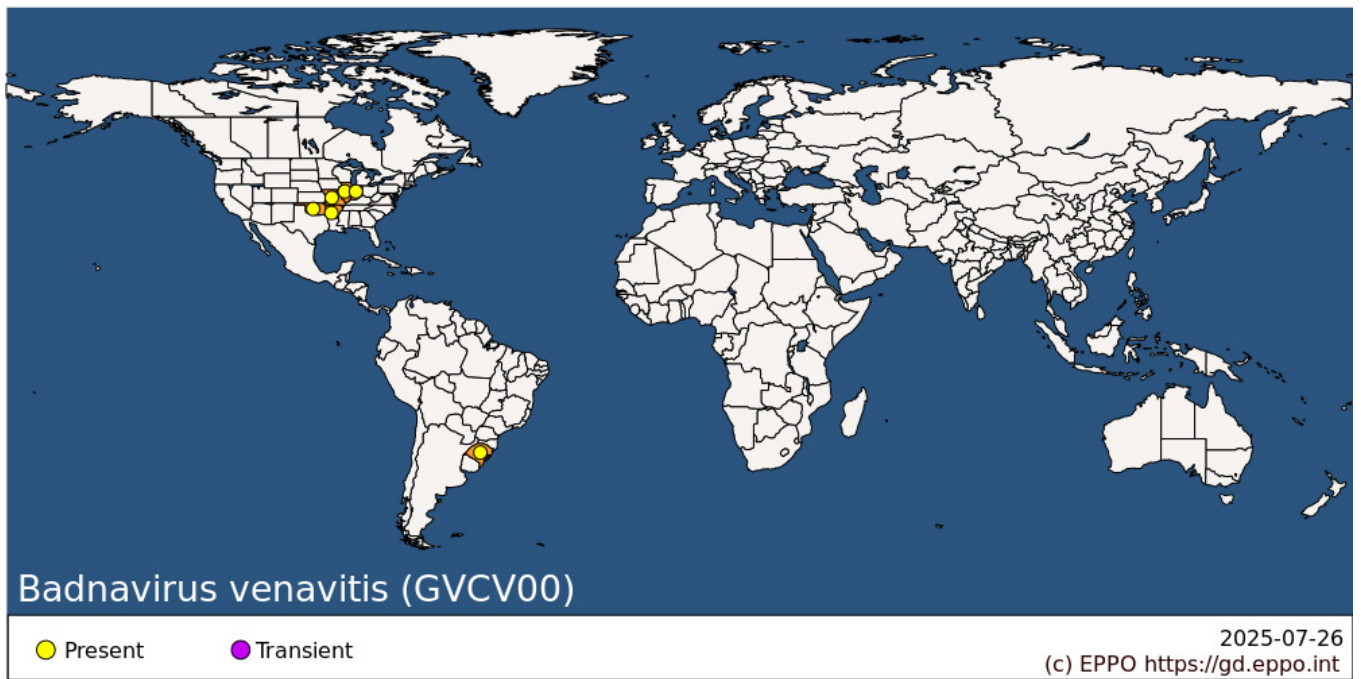 Badnavirus venavitis (GVCV00)
Present
Transient
2025-07-26
(c) EPPO https://gd.eppo.int